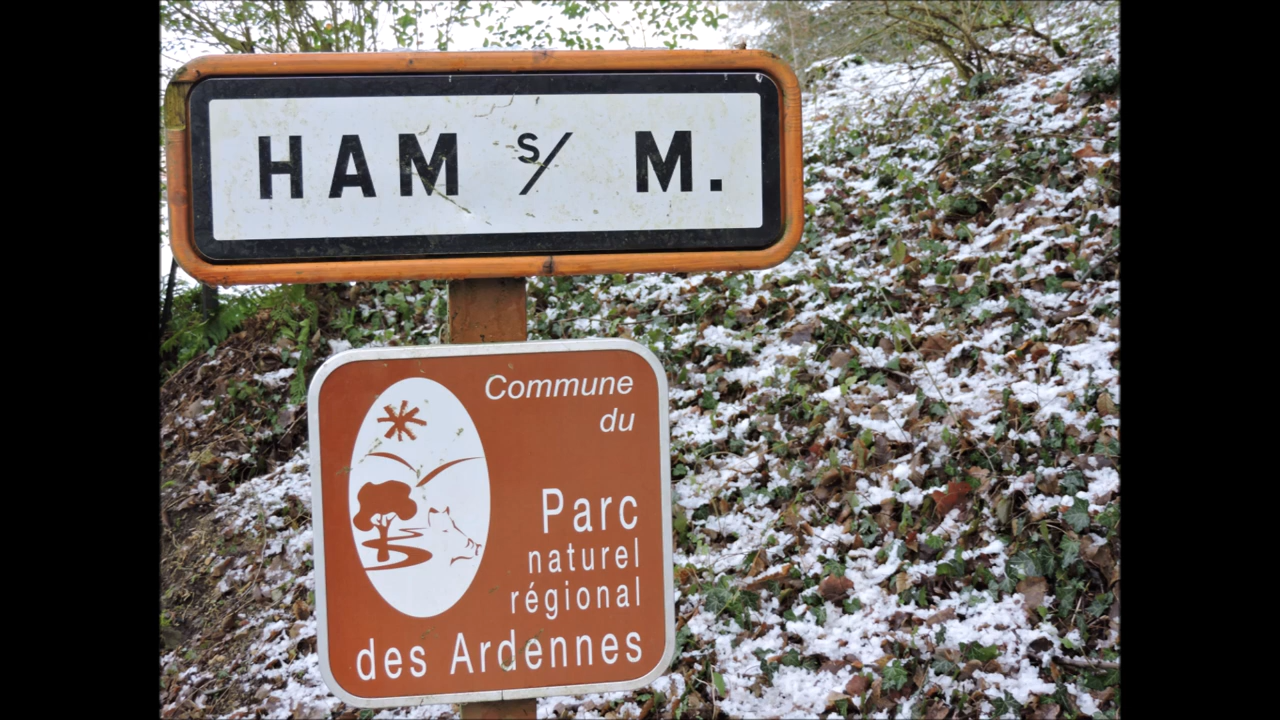 HAM s/ M.
Commune
du
Parc
naturel
régional
des Ardennes